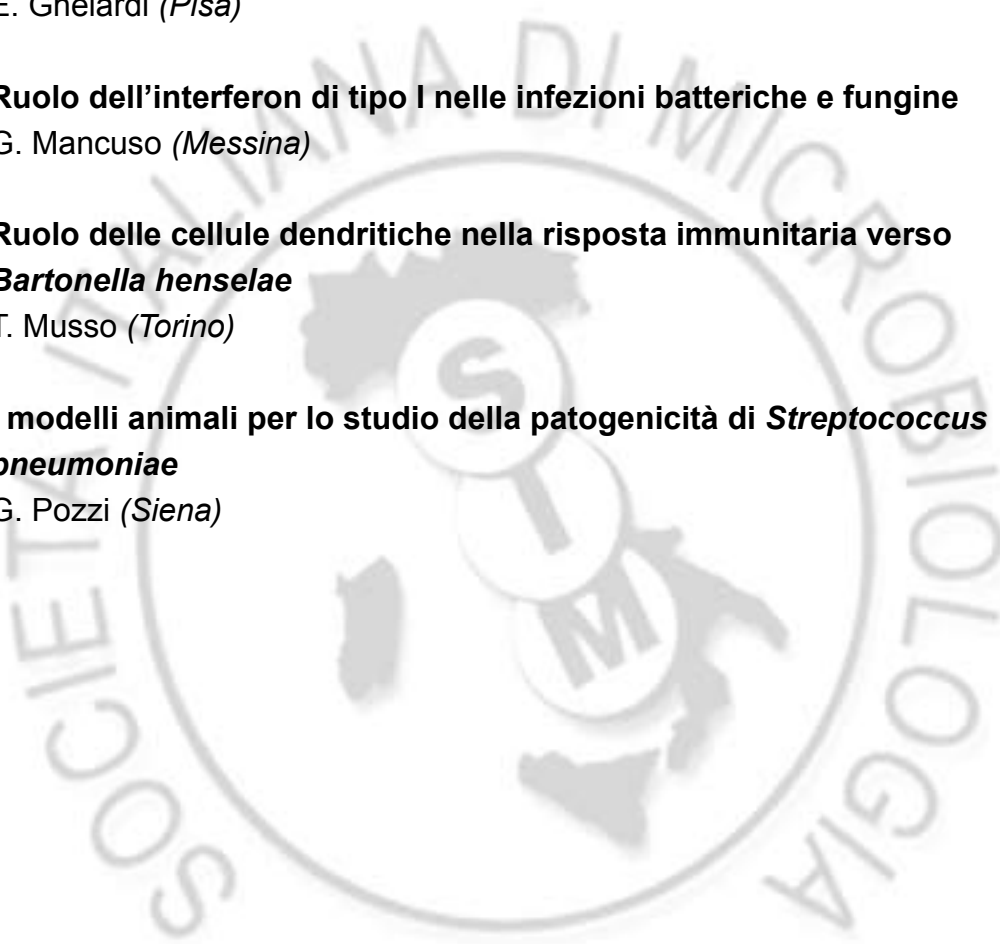 E. Ghelardi (Pisa)
Ruolo dell’interferon di tipo I nelle infezioni batteriche e fungine
G. Mancuso (Messina)
Ruolo delle cellule dendritiche nella risposta immunitaria verso
Bartonella henselae
T. Musso (Torino)
modelli animali per lo studio della patogenicità di Streptococcus
pneumoniae
G. Pozzi (Siena)
SOCIETA ITALIANA DI MICROBIOLOGIA
S
I
M